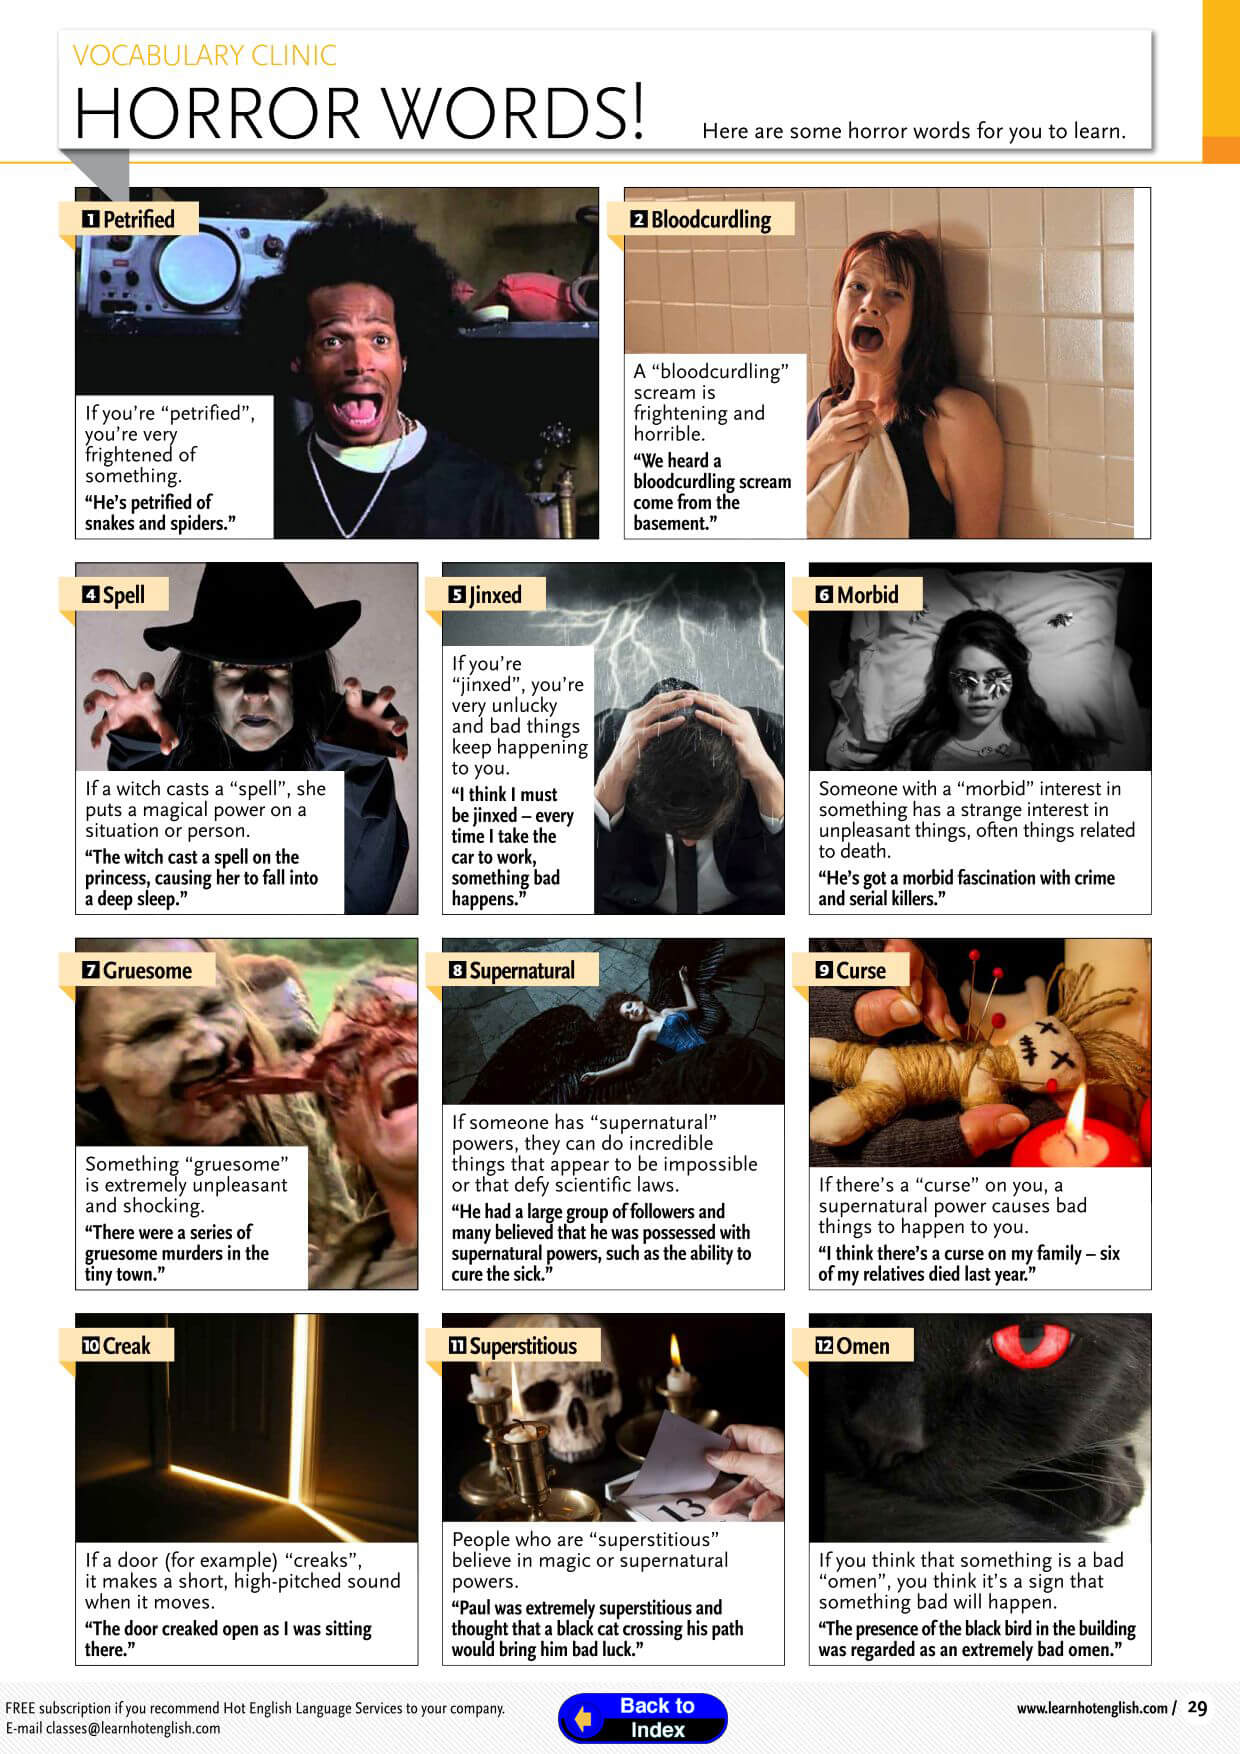 VOCABULARY CLINIC
HORROR WORDS!
Here are some horror words for you to learn.
1 Petrified
If you're “petrified”,
you're very
frightened of
something.
“He's petrified of
snakes and spiders.”
2 Bloodcurdling
A “bloodcurdling”
scream is
frightening and
horrible.
“We heard a
bloodcurdling scream
come from the
basement.”
4 Spell
If a witch casts a “spell”, she
puts a magical power on a
situation or person.
“The witch cast a spell on the
princess, causing her to fall into
a deep sleep.”
5 Jinxed
If you're
“jinxed”, you're
very unlucky
and bad things
keep happening
to you.
“I think I must
be jinxed – every
time I take the
car to work,
something bad
happens.”
6 Morbid
Someone with a “morbid” interest in
something has a strange interest in
unpleasant things, often things related
to death.
“He's got a morbid fascination with crime
and serial killers.”
7 Gruesome
Something “gruesome”
is extremely unpleasant
and shocking.
“There were a series of
gruesome murders in the
tiny town.”
8 Supernatural
If someone has “supernatural”
powers, they can do incredible
things that appear to be impossible
or that defy scientific laws.
“He had a large group of followers and
many believed that he was possessed with
supernatural powers, such as the ability to
cure the sick.”
9 Curse
If there's a “curse” on you, a
supernatural power causes bad
things to happen to you.
“I think there's a curse on my family – six
of my relatives died last year.”
10 Creak
If a door (for example) “creaks”,
it makes a short, high-pitched sound
when it moves.
“The door creaked open as I was sitting
there.”
11 Superstitious
13
People who are “superstitious”
believe in magic or supernatural
powers.
“Paul was extremely superstitious and
thought that a black cat crossing his path
would bring him bad luck.”
12 Omen
If you think that something is a bad
“omen”, you think it's a sign that
something bad will happen.
“The presence of the black bird in the building
was regarded as an extremely bad omen.”
FREE subscription if you recommend Hot English Language Services to your company.
E-mail classes@learnhotenglish.com
Back to
Index
www.learnhotenglish.com / 29